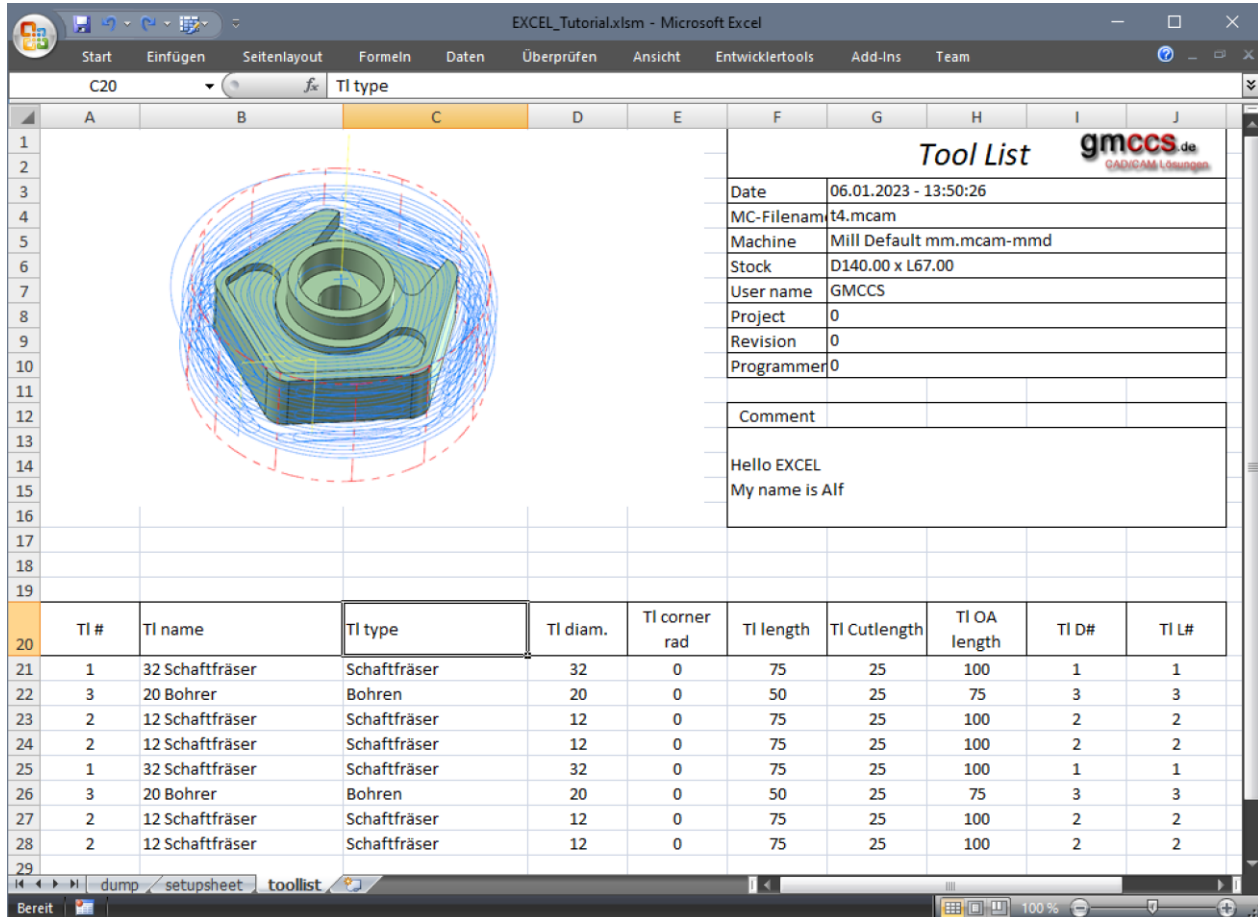 EXCEL_Tutorial.xlsm - Microsoft Excel
Start Einfügen Seitenlayout Formeln Daten Überprüfen Ansicht Entwicklertools Add-Ins Team
C20 fx Tl type
A B C D E F G H I J
1
2 Tool List gmccs.de CAD/CAM Lösungen
3 Date 06.01.2023 - 13:50:26
4 MC-Filenam t4.mcam
5 Machine Mill Default mm.mcam-mmd
6 Stock D140.00 x L67.00
7 User name GMCCS
8 Project 0
9 Revision 0
10 Programmer 0
11
12 Comment
13
14 Hello EXCEL
15 My name is Alf
16
17
18
19
20 Tl # Tl name Tl type Tl diam. Tl corner rad Tl length Tl Cutlength Tl OA length Tl D# Tl L#
21 1 32 Schaftfräser Schaftfräser 32 0 75 25 100 1 1
22 3 20 Bohrer Bohren 20 0 50 25 75 3 3
23 2 12 Schaftfräser Schaftfräser 12 0 75 25 100 2 2
24 2 12 Schaftfräser Schaftfräser 12 0 75 25 100 2 2
25 1 32 Schaftfräser Schaftfräser 32 0 75 25 100 1 1
26 3 20 Bohrer Bohren 20 0 50 25 75 3 3
27 2 12 Schaftfräser Schaftfräser 12 0 75 25 100 2 2
28 2 12 Schaftfräser Schaftfräser 12 0 75 25 100 2 2
29
dump setupsheet toollist
Bereit 100 %